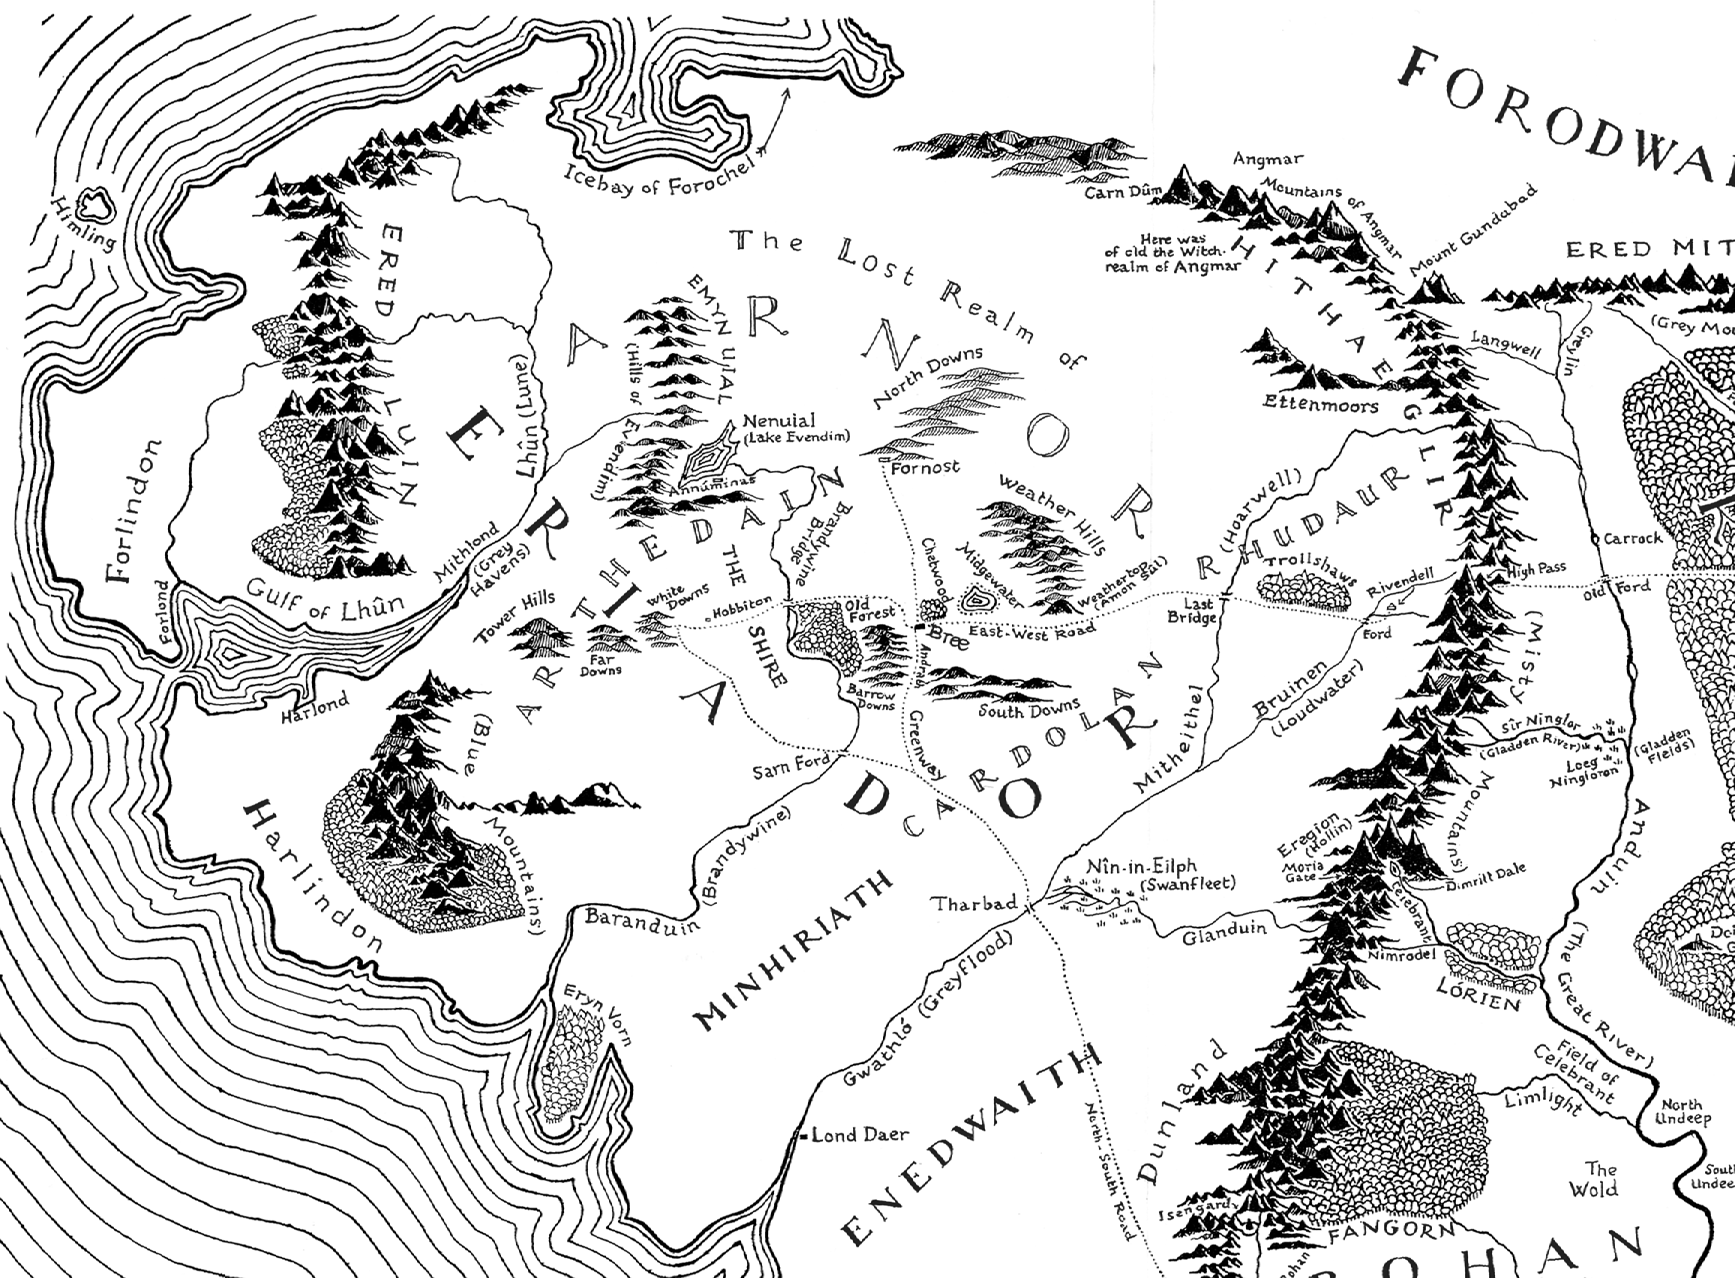 FORODWAI
Himling
Icebay of Forochel
Carn Dûm
Angmar
Mountains
of Angmar
Mount Gundabad
Here was
of old the Witch-
realm of Angmar
HITHAEGLIR
ERED MIT
(Grey Mou
Langwell
Greylin
ERED LUIN
The Lost Realm of
ARNOR
EMYN UIAL
(Hills of Evendim)
Nenuial
(Lake Evendim)
Annúminas
North Downs
Fornost
Ettenmoors
ERIADOR
Lhûn (Lune)
Forlindon
Mithlond
(Grey
Havens)
Gulf of Lhûn
Forlond
Harlond
Tower Hills
ARTHEDAIN
Far
Downs
White
Downs
Hobbiton
THE
SHIRE
Brandywine
Bridge
Old
Forest
Barrow
Downs
Chetwood
Midgewater
Weather Hills
Weathertop
(Amon Sûl)
Bree
East-West Road
Andrath
South Downs
Greenway
CARDOLAN
RHUDAUR
(Hoarwell)
Trollshaws
Last
Bridge
Rivendell
Ford
High Pass
Carrock
Old Ford
(Misty
Mountains)
Mitheithel
Bruinen
(Loudwater)
Sîr Ninglor
(Gladden River)
Loeg
Ningloron
(Gladden
Fields)
Anduin
(The Great River)
(Blue
Mountains)
Harlindon
Sarn Ford
Baranduin
(Brandywine)
MINHIRIATH
Eryn Vorn
Tharbad
Nîn-in-Eilph
(Swanfleet)
Glanduin
Gwathló (Greyflood)
Eregion
(Hollin)
Moria
Gate
Dimrill Dale
Celebrant
Nimrodel
LÓRIEN
Field of
Celebrant
Limlight
North
Undeep
Sout
Undee
The
Wold
Lond Daer
ENEDWAITH
North-South Road
Dunland
Isengard
FANGORN
ROHAN